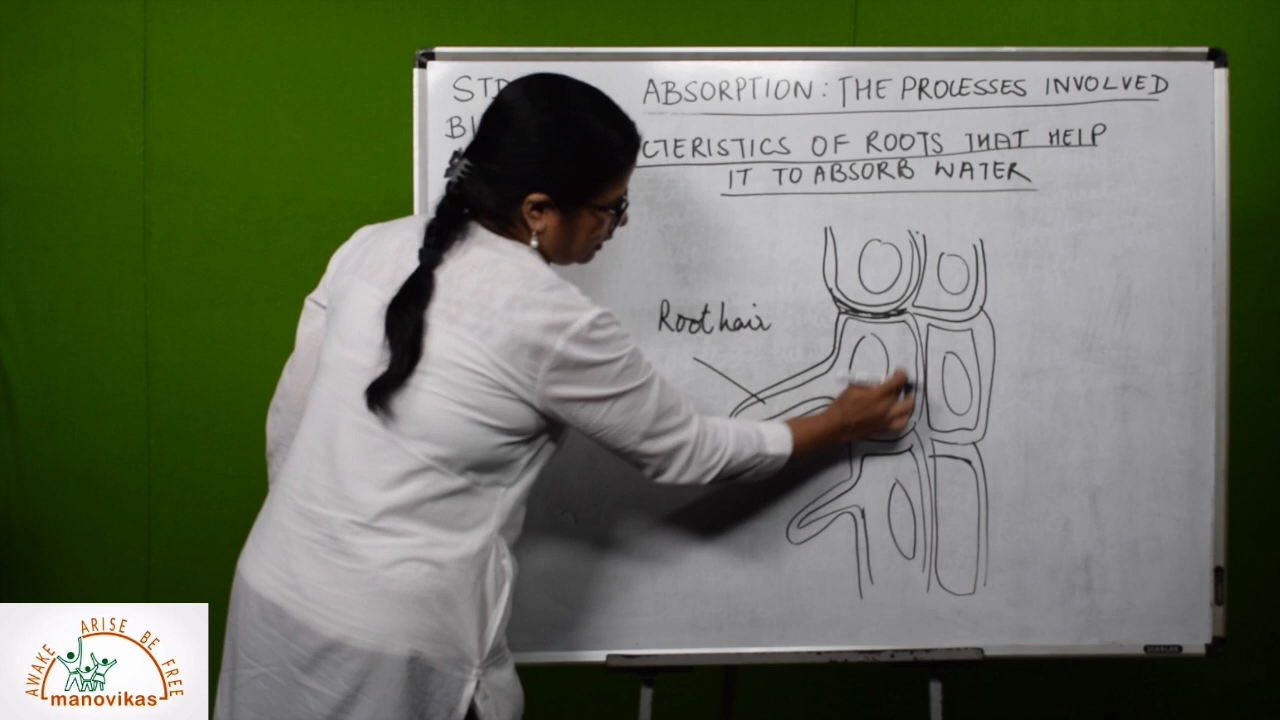 ABSORPTION: THE PROCESSES INVOLVED
OF ROOTS THAT HELP
IT TO ABSORB WATER
Root hair
AWAKE ARISE BE FREE
manovikas